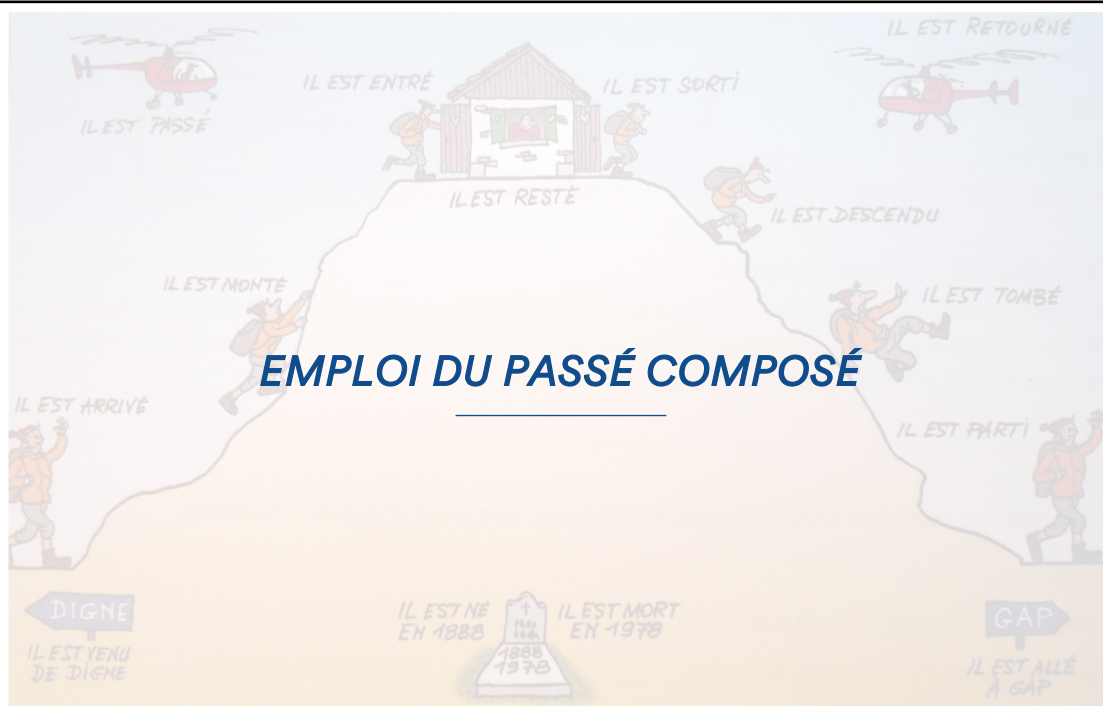 IL EST RETOURNÉ
IL EST ENTRÉ
IL EST SORTI
IL EST PASSÉ
IL EST RESTÉ
IL EST DESCENDU
IL EST MONTÉ
IL EST TOMBÉ
EMPLOI DU PASSÉ COMPOSÉ
IL EST ARRIVÉ
IL EST PARTI
DIGNE
IL EST VENU
DE DIGNE
IL EST NÉ
EN 1888
1888
1978
IL EST MORT
EN 1978
GAP
IL EST ALLÉ
À GAP